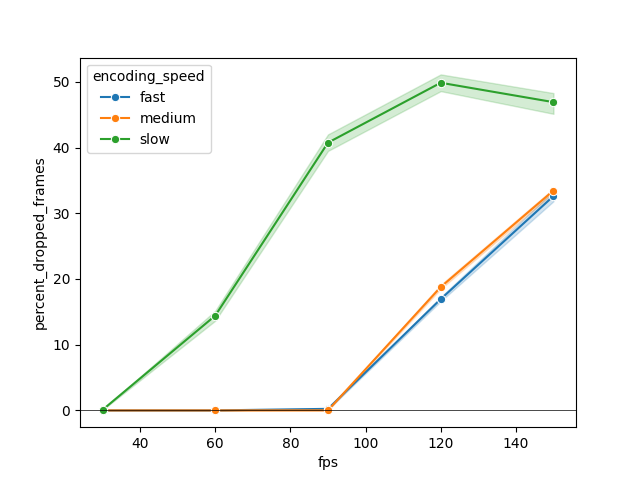 encoding_speed
fast
medium
slow
percent_dropped_frames
50
40
30
20
10
0
40 60 80 100 120 140
fps